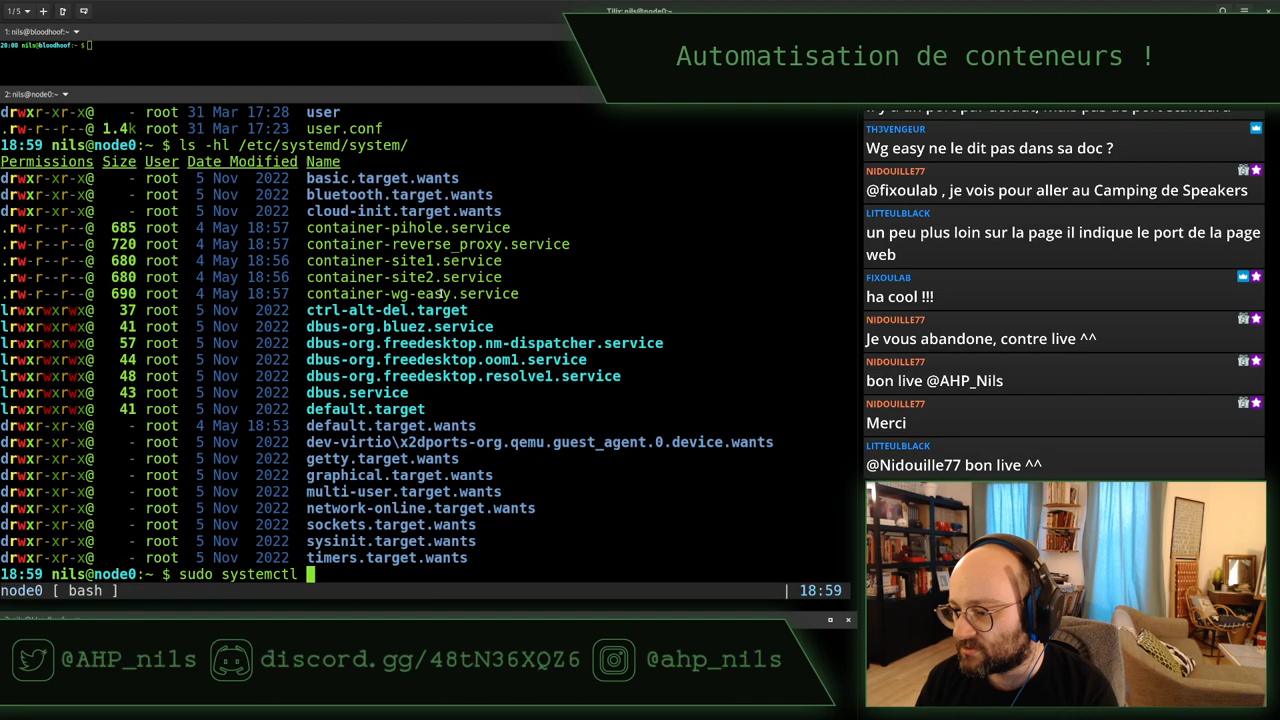 1/5
Tilix: nils@node0:~
Automatisation de conteneurs !
1: nils@bloodhoof:~
20:00 nils@bloodhoof:~ $
2: nils@node0:~
drwxr-xr-x@ - root 31 Mar 17:28 user
.rw-r--r--@ 1.4k root 31 Mar 17:23 user.conf
18:59 nils@node0:~ $ ls -hl /etc/systemd/system/
Permissions Size User Date Modified Name
drwxr-xr-x@ - root 5 Nov 2022 basic.target.wants
drwxr-xr-x@ - root 5 Nov 2022 bluetooth.target.wants
drwxr-xr-x@ - root 5 Nov 2022 cloud-init.target.wants
.rw-r--r--@ 685 root 4 May 18:57 container-pihole.service
.rw-r--r--@ 720 root 4 May 18:57 container-reverse_proxy.service
.rw-r--r--@ 680 root 4 May 18:56 container-site1.service
.rw-r--r--@ 680 root 4 May 18:56 container-site2.service
.rw-r--r--@ 690 root 4 May 18:57 container-wg-easy.service
lrwxrwxrwx@ 37 root 5 Nov 2022 ctrl-alt-del.target
lrwxrwxrwx@ 41 root 5 Nov 2022 dbus-org.bluez.service
lrwxrwxrwx@ 57 root 5 Nov 2022 dbus-org.freedesktop.nm-dispatcher.service
lrwxrwxrwx@ 44 root 5 Nov 2022 dbus-org.freedesktop.oom1.service
lrwxrwxrwx@ 48 root 5 Nov 2022 dbus-org.freedesktop.resolve1.service
lrwxrwxrwx@ 43 root 5 Nov 2022 dbus.service
lrwxrwxrwx@ 41 root 5 Nov 2022 default.target
drwxr-xr-x@ - root 4 May 18:53 default.target.wants
drwxr-xr-x@ - root 5 Nov 2022 dev-virtio\x2dports-org.qemu.guest_agent.0.device.wants
drwxr-xr-x@ - root 5 Nov 2022 getty.target.wants
drwxr-xr-x@ - root 5 Nov 2022 graphical.target.wants
drwxr-xr-x@ - root 5 Nov 2022 multi-user.target.wants
drwxr-xr-x@ - root 5 Nov 2022 network-online.target.wants
drwxr-xr-x@ - root 5 Nov 2022 sockets.target.wants
drwxr-xr-x@ - root 5 Nov 2022 sysinit.target.wants
drwxr-xr-x@ - root 5 Nov 2022 timers.target.wants
18:59 nils@node0:~ $ sudo systemctl
node0 [ bash ] | 18:59
TH3VENGEUR
Wg easy ne le dit pas dans sa doc ?
NIDOUILLE77
@fixoulab , je vois pour aller au Camping de Speakers
LITTEULBLACK
un peu plus loin sur la page il indique le port de la page
web
FIXOULAB
ha cool !!!
NIDOUILLE77
Je vous abandone, contre live ^^
NIDOUILLE77
bon live @AHP_Nils
NIDOUILLE77
Merci
LITTEULBLACK
@Nidouille77 bon live ^^
@AHP_nils discord.gg/48tN36XQZ6 @ahp_nils